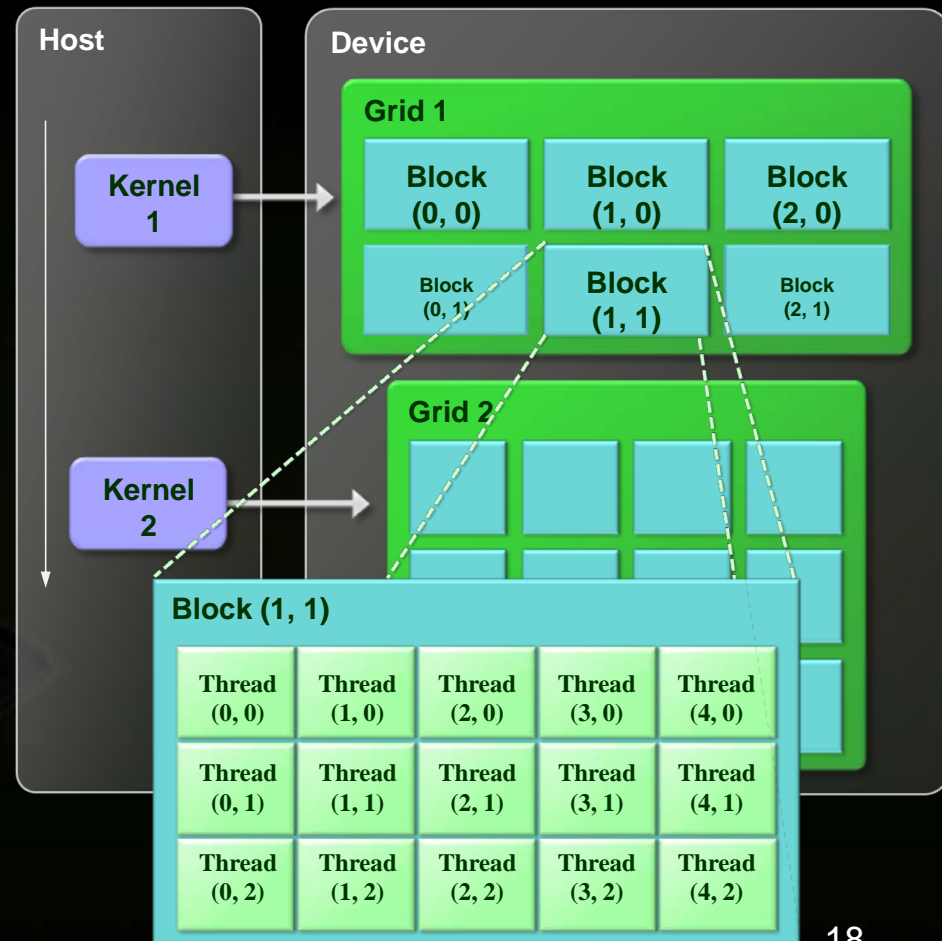 Host
Device
Grid 1
Kernel
1
Block
(0, 0)
Block
(1, 0)
Block
(2, 0)
Block
(0, 1)
Block
(1, 1)
Block
(2, 1)
Grid 2
Kernel
2
Block (1, 1)
Thread
(0, 0)
Thread
(1, 0)
Thread
(2, 0)
Thread
(3, 0)
Thread
(4, 0)
Thread
(0, 1)
Thread
(1, 1)
Thread
(2, 1)
Thread
(3, 1)
Thread
(4, 1)
Thread
(0, 2)
Thread
(1, 2)
Thread
(2, 2)
Thread
(3, 2)
Thread
(4, 2)
18